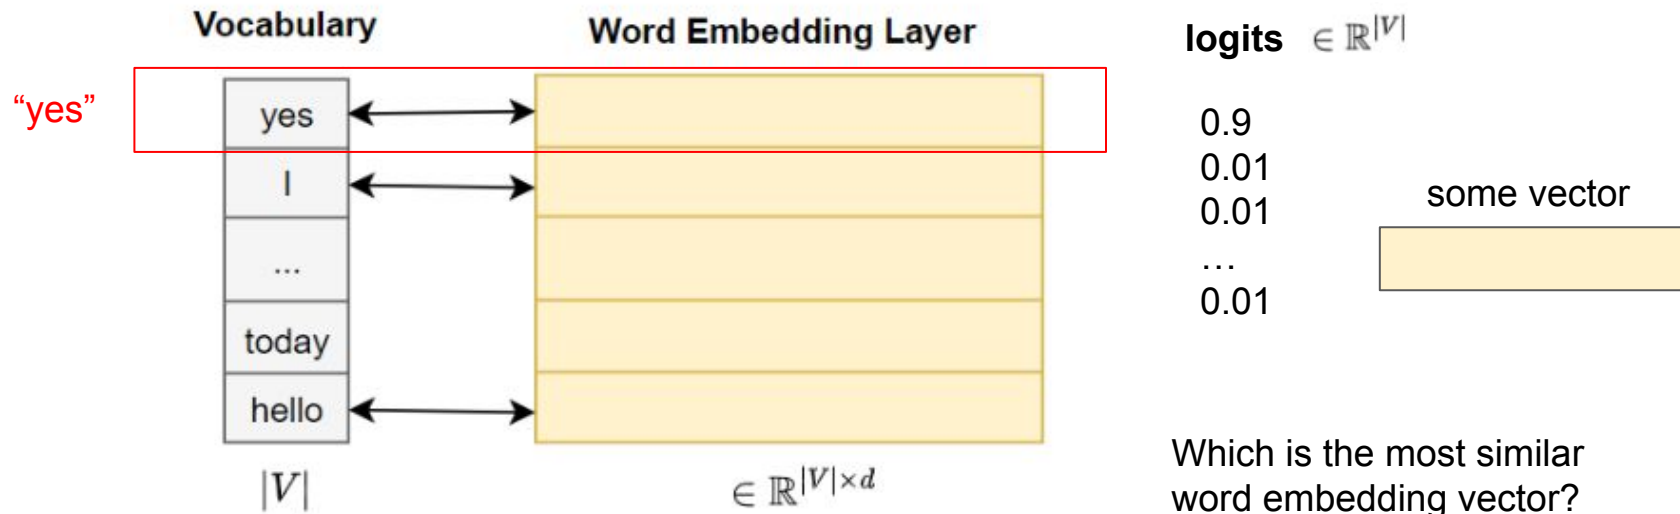 Vocabulary
Word Embedding Layer
logits ∈ ℝ^{|V|}
“yes”
yes
I
...
today
hello
|V|
∈ ℝ^{|V|×d}
0.9
0.01
0.01
…
0.01
some vector
Which is the most similar
word embedding vector?